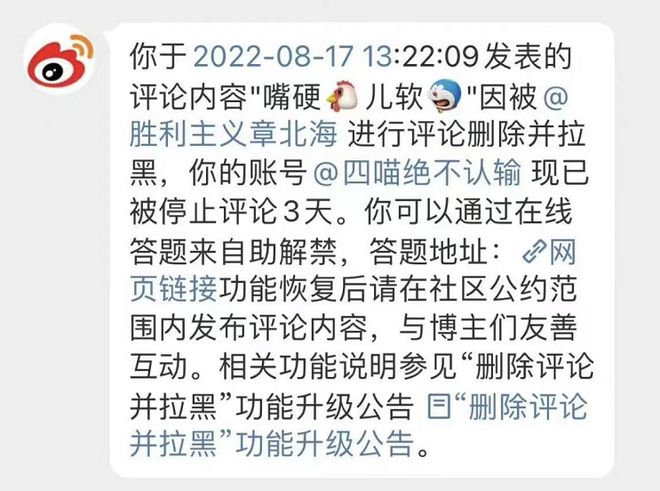 你于 2022-08-17 13:22:09发表的
评论内容"嘴硬🐔儿软"因被@
胜利主义章北海 进行评论删除并拉
黑，你的账号@四喵绝不认输 现已
被停止评论3天。你可以通过在线
答题来自助解禁，答题地址：网
页链接功能恢复后请在社区公约范
围内发布评论内容，与博主们友善
互动。相关功能说明参见“删除评论
并拉黑”功能升级公告 “删除评论
并拉黑”功能升级公告。